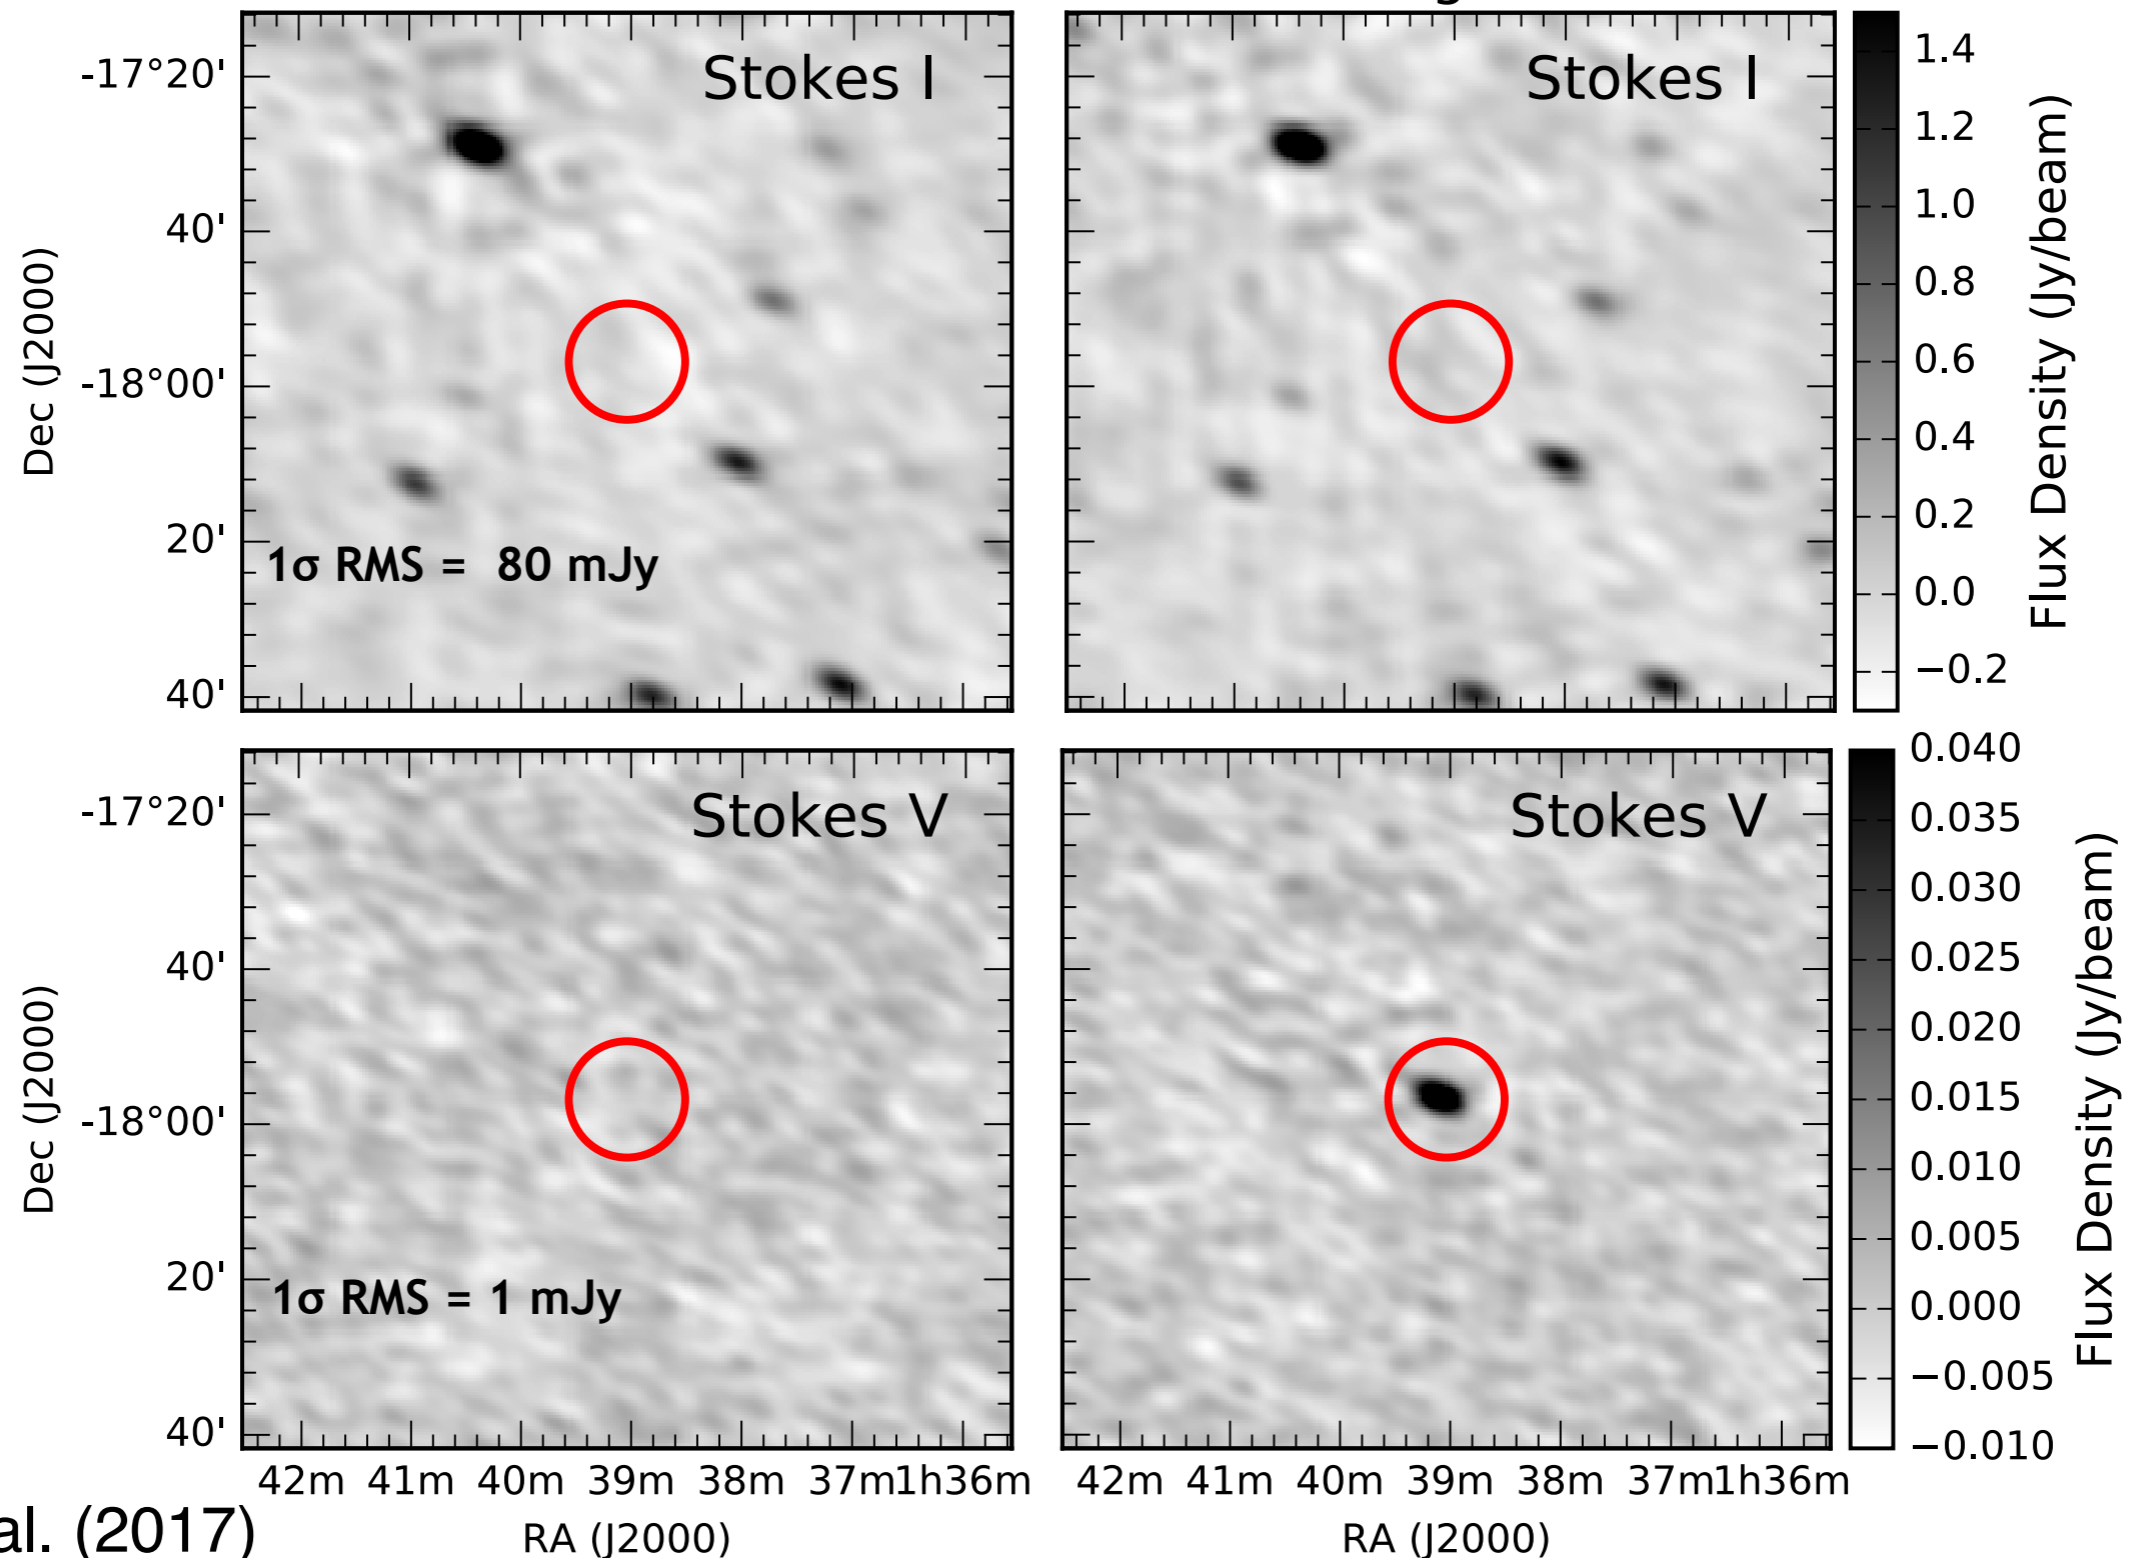 Stokes I
Stokes I
-17°20'
40'
-18°00'
20'
40'
Dec (J2000)
1σ RMS = 80 mJy
1.4
1.2
1.0
0.8
0.6
0.4
0.2
0.0
−0.2
Flux Density (Jy/beam)
Stokes V
Stokes V
-17°20'
40'
-18°00'
20'
40'
Dec (J2000)
1σ RMS = 1 mJy
0.040
0.035
0.030
0.025
0.020
0.015
0.010
0.005
0.000
−0.005
−0.010
Flux Density (Jy/beam)
42m 41m 40m 39m 38m 37m1h36m
42m 41m 40m 39m 38m 37m1h36m
RA (J2000)
RA (J2000)
al. (2017)